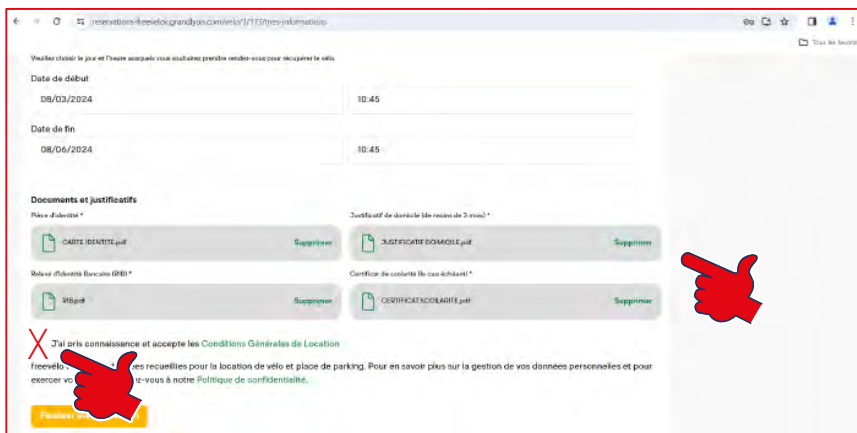 reservations-freevelov.grandlyon.com/velo/3/173/mes-informations
Tous les favoris
Veuillez choisir le jour et l'heure auxquels vous souhaitez prendre rendez-vous pour récupérer le vélo.
Date de début
08/03/2024 10:45
Date de fin
08/06/2024 10:45
Documents et justificatifs
Pièce d'identité * Justificatif de domicile (de moins de 3 mois) *
CARTE IDENTITE.pdf Supprimer JUSTIFICATIF DOMICILE.pdf Supprimer
Relevé d'Identité Bancaire (RIB) * Certificat de scolarité (le cas échéant) *
RIB.pdf Supprimer CERTIFICAT SCOLARITE.pdf Supprimer
X J'ai pris connaissance et accepte les Conditions Générales de Location
freevélo recueillies pour la location de vélo et place de parking. Pour en savoir plus sur la gestion de vos données personnelles et pour
exercer -vous à notre Politique de confidentialité.